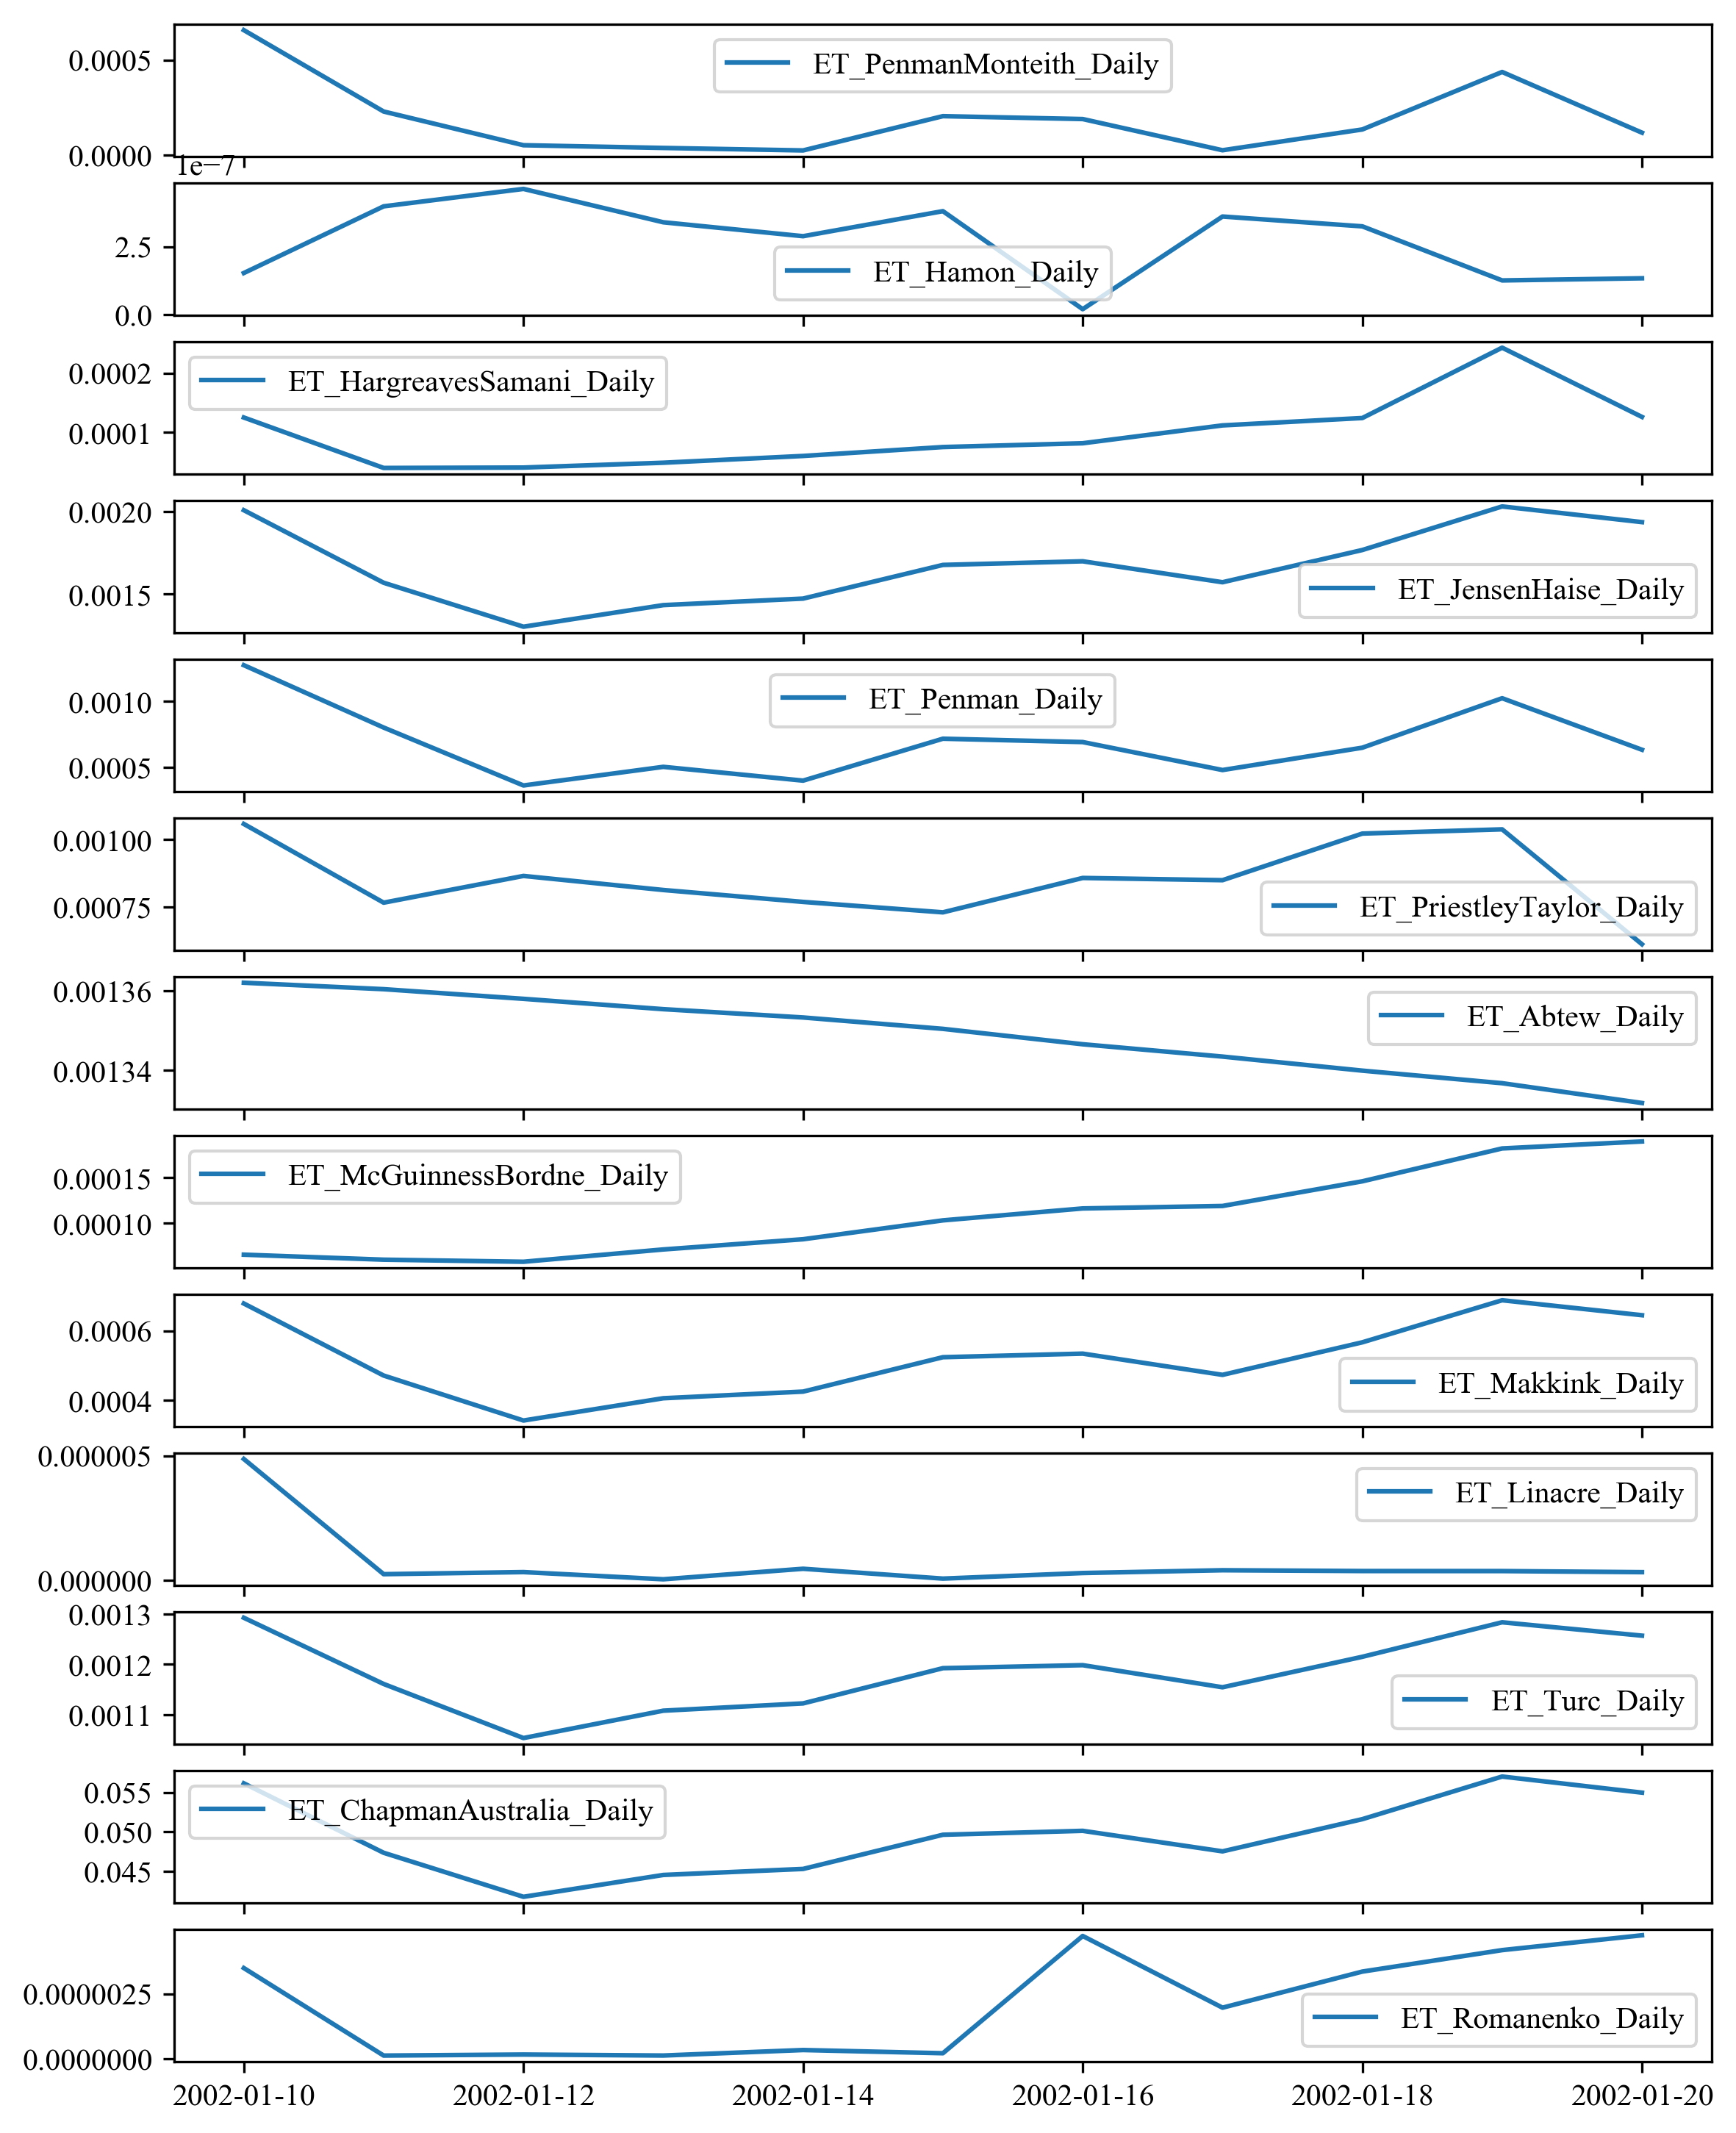 0.0005
0.0000
ET_PenmanMonteith_Daily
1e−7
2.5
0.0
ET_Hamon_Daily
0.0002
0.0001
ET_HargreavesSamani_Daily
0.0020
0.0015
ET_JensenHaise_Daily
0.0010
0.0005
ET_Penman_Daily
0.00100
0.00075
ET_PriestleyTaylor_Daily
0.00136
0.00134
ET_Abtew_Daily
0.00015
0.00010
ET_McGuinnessBordne_Daily
0.0006
0.0004
ET_Makkink_Daily
0.000005
0.000000
ET_Linacre_Daily
0.0013
0.0012
0.0011
ET_Turc_Daily
0.055
0.050
0.045
ET_ChapmanAustralia_Daily
0.0000025
0.0000000
ET_Romanenko_Daily
2002-01-10 2002-01-12 2002-01-14 2002-01-16 2002-01-18 2002-01-20